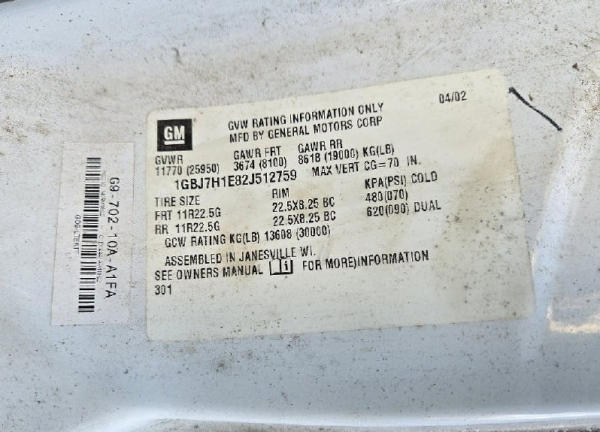 GM
GVW RATING INFORMATION ONLY
MFD BY GENERAL MOTORS CORP
04/02
GVWR GAWR FRT GAWR RR
11770 (25950) 3674 (8100) 8618 (19000) KG(LB)
1GBJ7H1E82J512759 MAX VERT CG=70 IN.
TIRE SIZE RIM KPA(PSI) COLD
FRT 11R22.5G 22.5X8.25 BC 480(070)
RR 11R22.5G 22.5X8.25 BC 620(090) DUAL
GCW RATING KG(LB) 13608 (30000)
ASSEMBLED IN JANESVILLE WI.
SEE OWNERS MANUAL FOR MORE)INFORMATION
301
G9-702-10A-A1FA